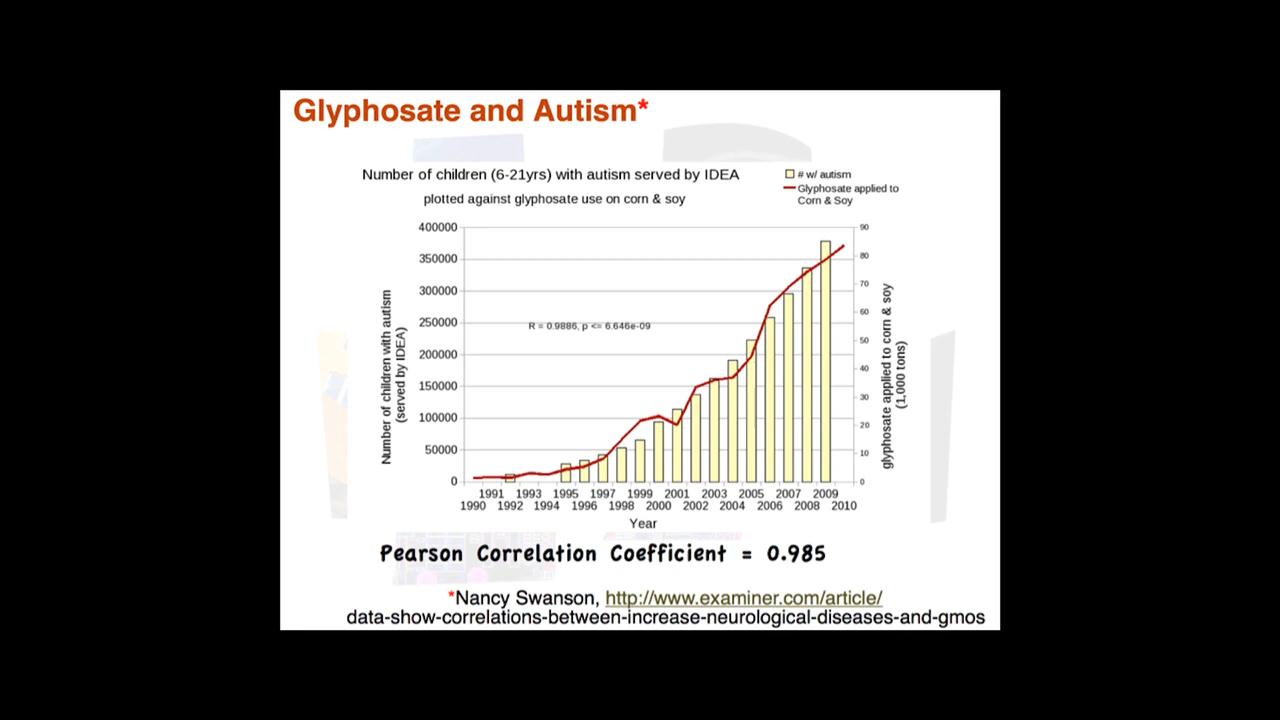 Glyphosate and Autism*
Number of children (6-21yrs) with autism served by IDEA
plotted against glyphosate use on corn & soy
# w/ autism
Glyphosate applied to
Corn & Soy
400000
350000
300000
250000
200000
150000
100000
50000
0
90
80
70
60
50
40
30
20
10
0
Number of children with autism
(served by IDEA)
R = 0.9886, p <= 6.646e-09
glyphosate applied to corn & soy
(1,000 tons)
1991 1993 1995 1997 1999 2001 2003 2005 2007 2009
1990 1992 1994 1996 1998 2000 2002 2004 2006 2008 2010
Year
Pearson Correlation Coefficient = 0.985
*Nancy Swanson, http://www.examiner.com/article/
data-show-correlations-between-increase-neurological-diseases-and-gmos